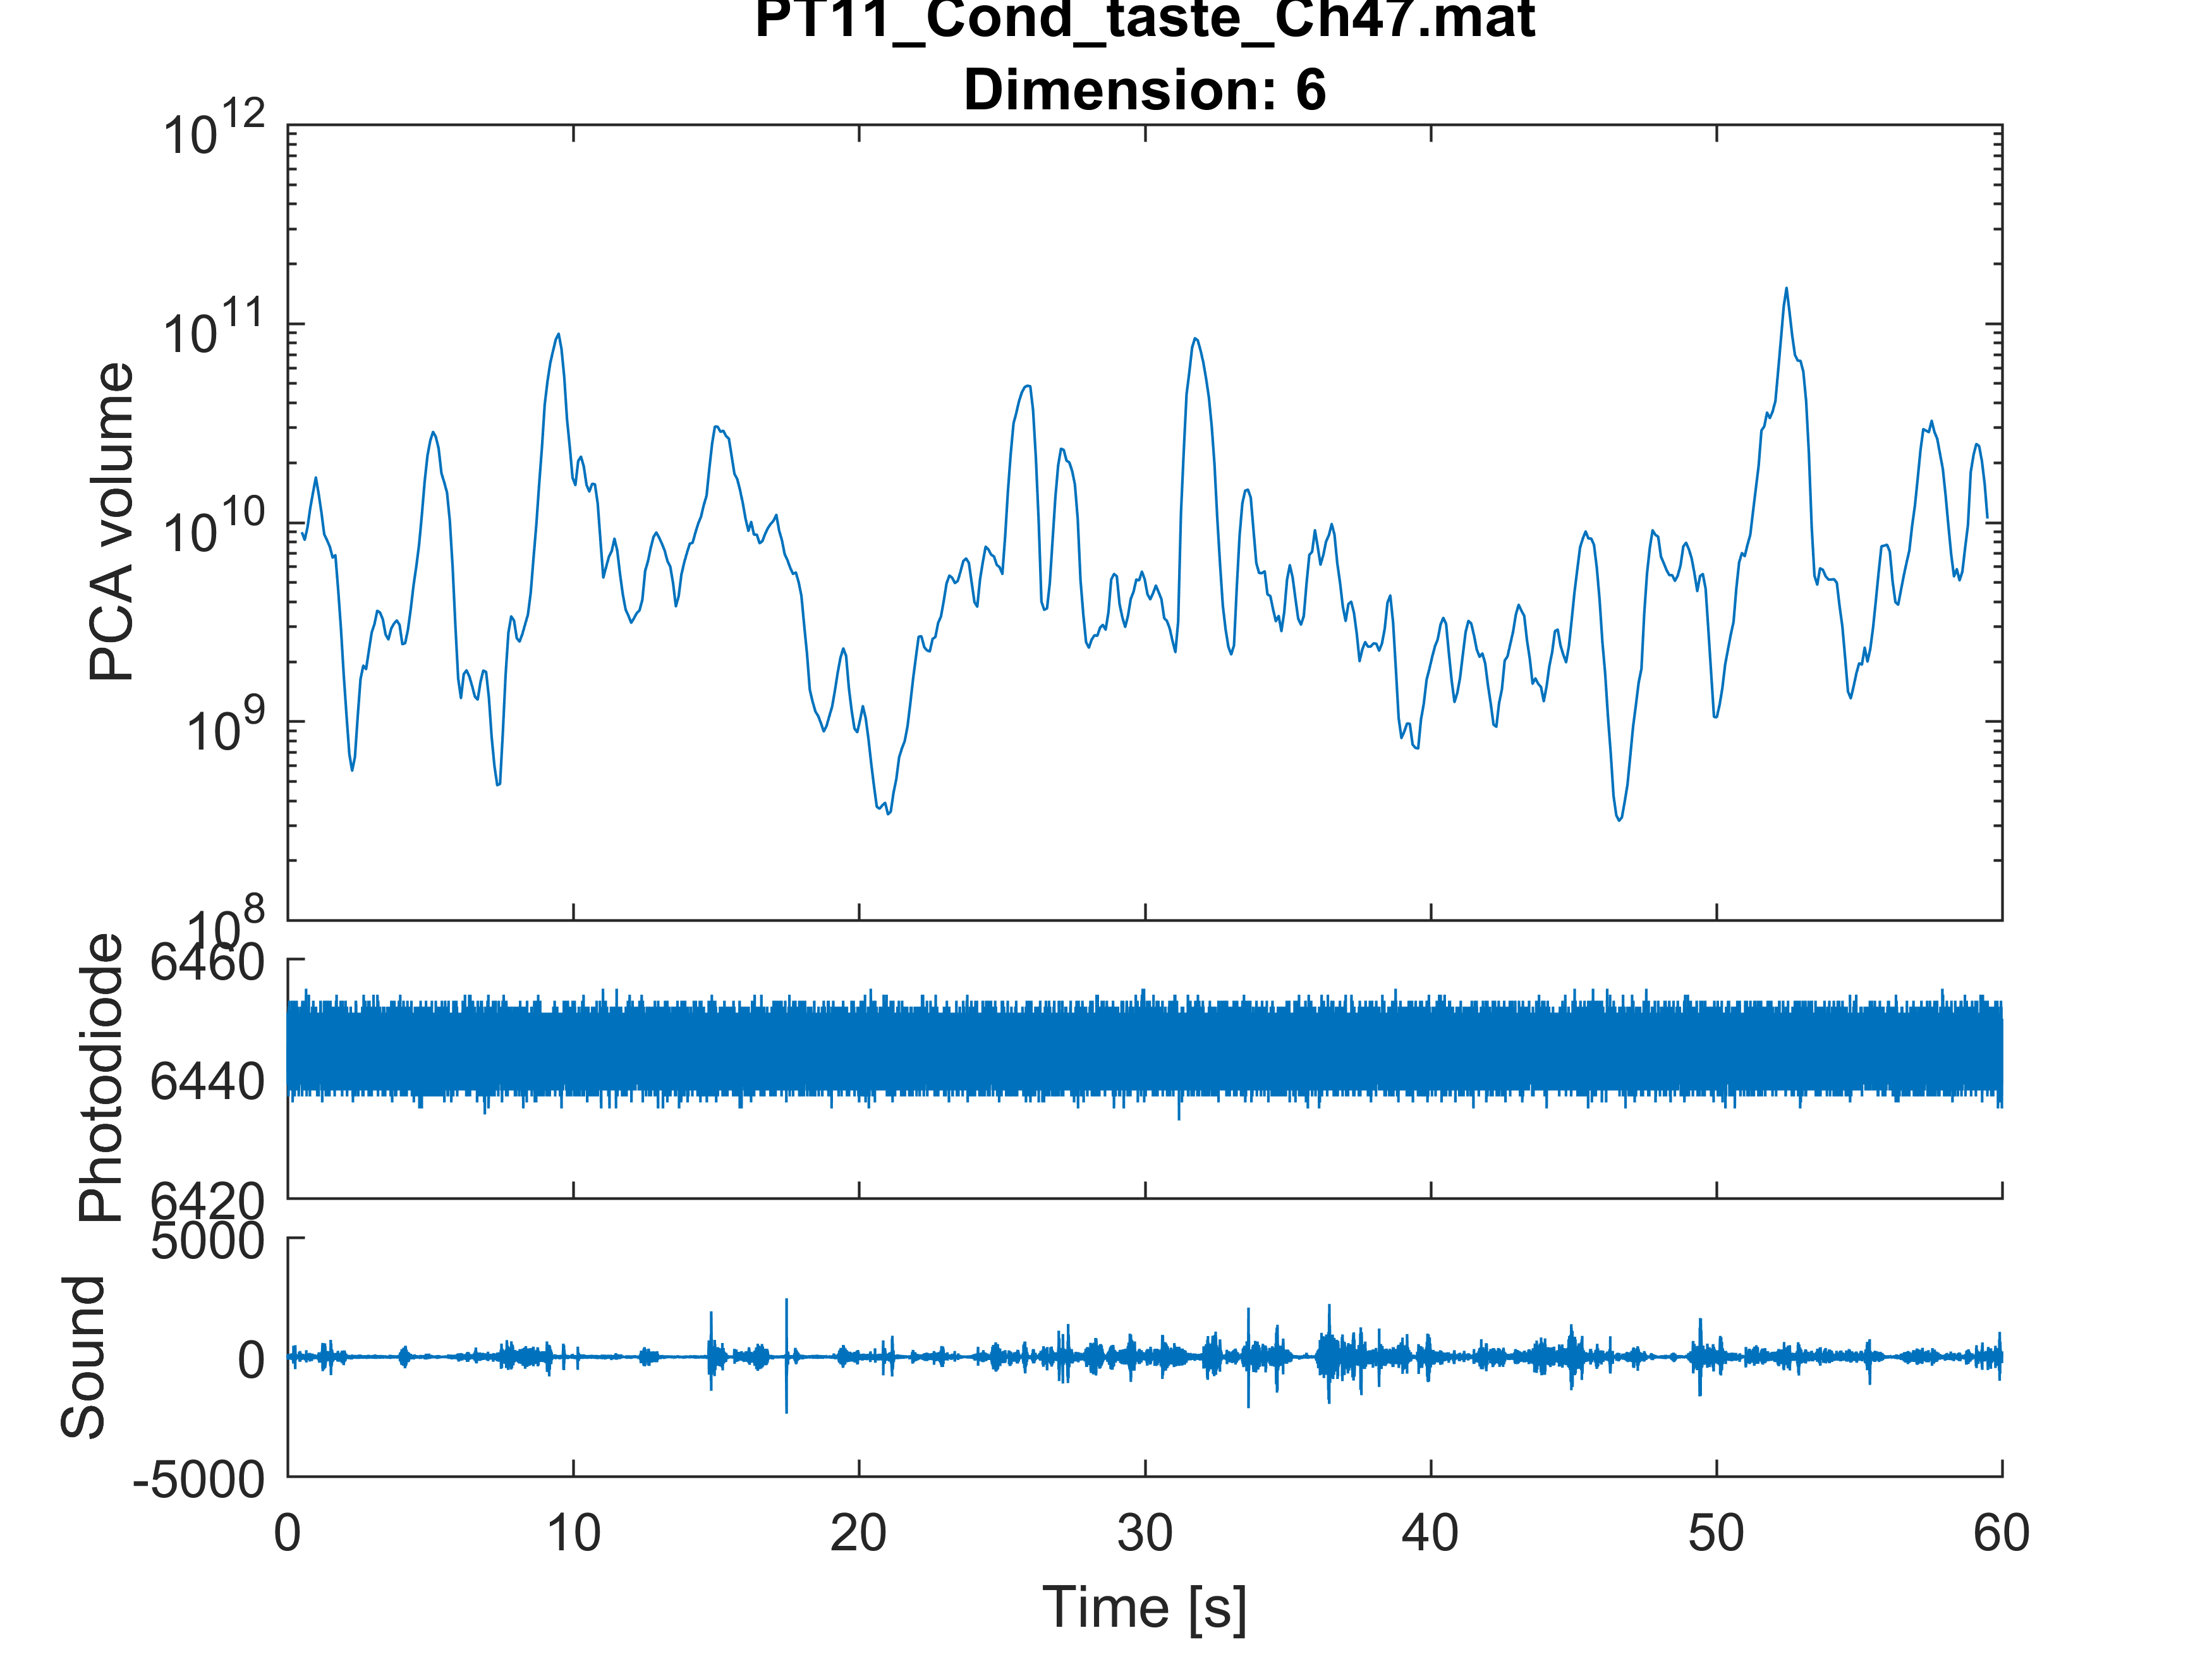 PT11_Cond_taste_Ch47.mat
Dimension: 6
10^12
10^11
10^10
10^9
10^8
PCA volume
6460
6440
6420
Photodiode
5000
0
-5000
Sound
0 10 20 30 40 50 60
Time [s]